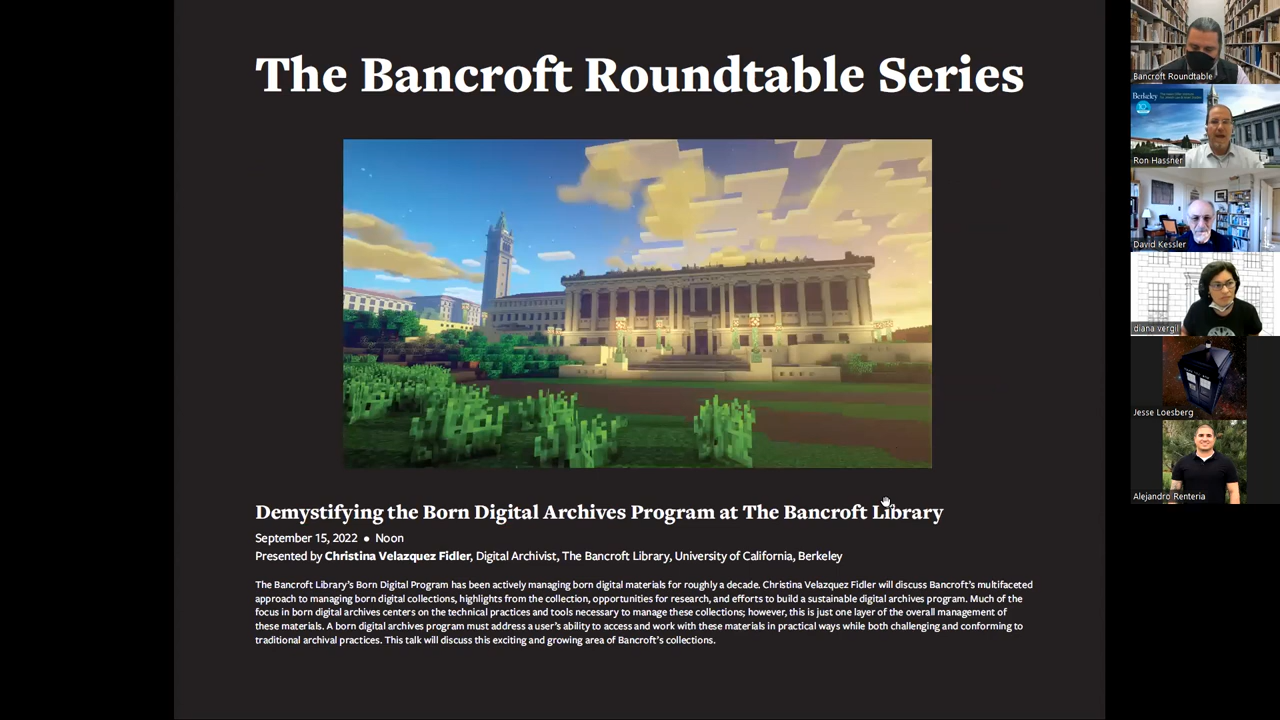 The Bancroft Roundtable Series
Demystifying the Born Digital Archives Program at The Bancroft Library
September 15, 2022 • Noon
Presented by Christina Velazquez Fidler, Digital Archivist, The Bancroft Library, University of California, Berkeley
The Bancroft Library's Born Digital Program has been actively managing born digital materials for roughly a decade. Christina Velazquez Fidler will discuss Bancroft's multifaceted
approach to managing born digital collections, highlights from the collection, opportunities for research, and efforts to build a sustainable digital archives program. Much of the
focus in born digital archives centers on the technical practices and tools necessary to manage these collections; however, this is just one layer of the overall management of
these materials. A born digital archives program must address a user's ability to access and work with these materials in practical ways while both challenging and conforming to
traditional archival practices. This talk will discuss this exciting and growing area of Bancroft's collections.
Bancroft Roundtable
Berkeley
Ron Hassner
David Kessler
diana vergil
Jesse Loesberg
Alejandro Renteria